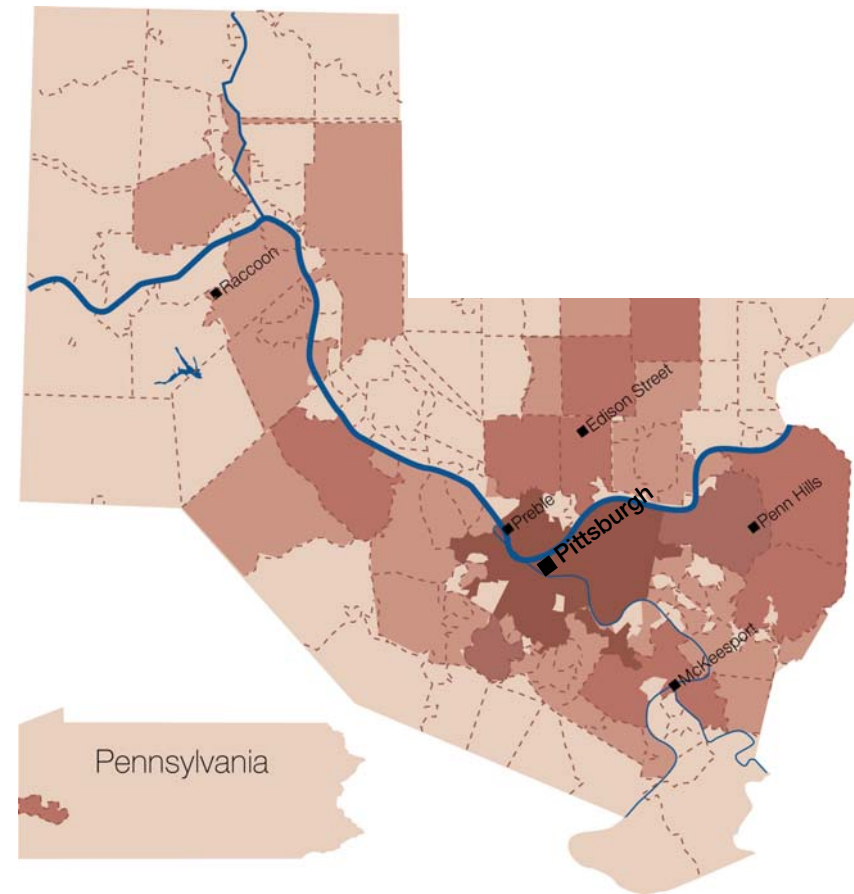 Raccoon
Edison Street
Preble
Pittsburgh
Penn Hills
McKeesport
Pennsylvania